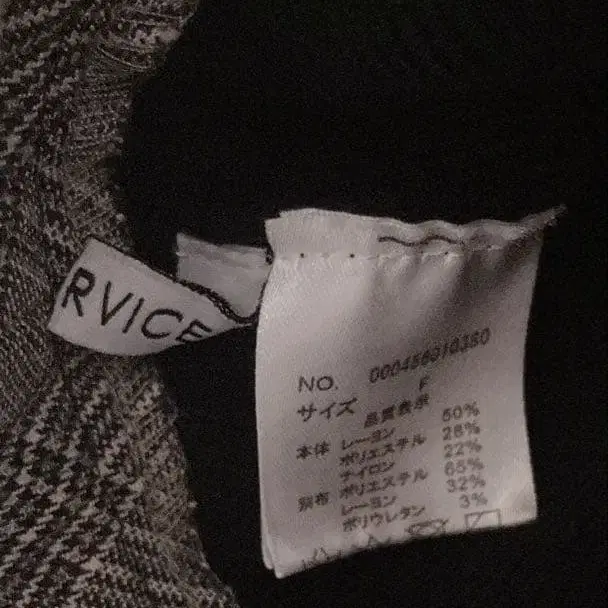 RVICE
NO. 000456910380
サイズ F
品質表示
本体 レーヨン 50%
ポリエステル 28%
ナイロン 22%
別布 ポリエステル 65%
レーヨン 32%
ポリウレタン 3%